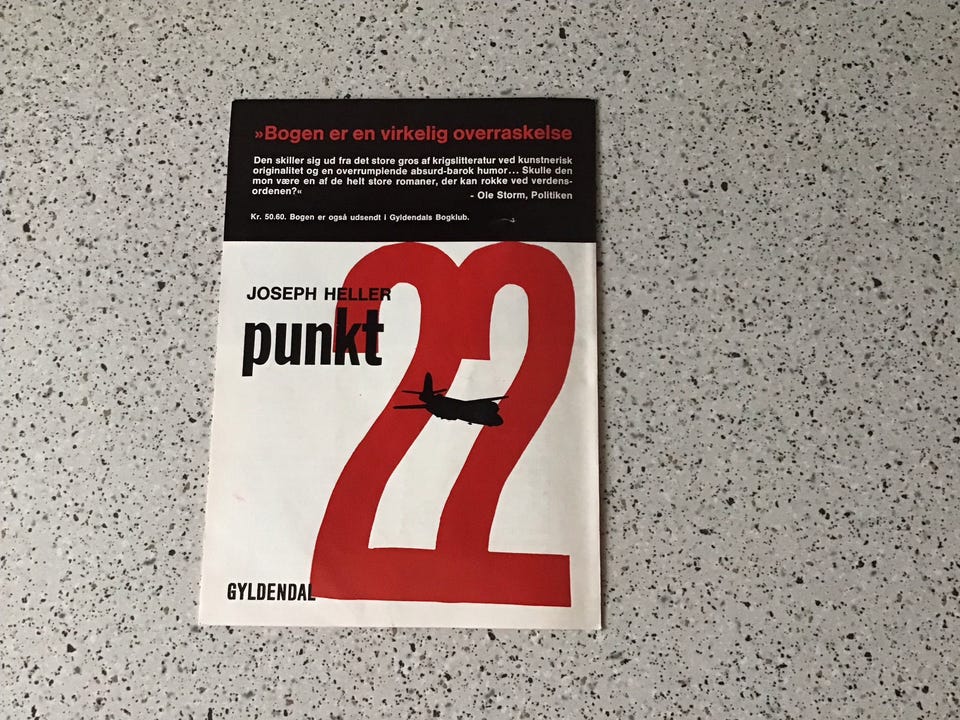 »Bogen er en virkelig overraskelse
Den skiller sig ud fra det store gros af krigslitteratur ved kunstnerisk
originalitet og en overrumplende absurd-barok humor... Skulle den
mon være en af de helt store romaner, der kan rokke ved verdens-
ordenen?«
- Ole Storm, Politiken
Kr. 50.60. Bogen er også udsendt i Gyldendals Bogklub.
JOSEPH HELLER
punkt
22
GYLDENDAL